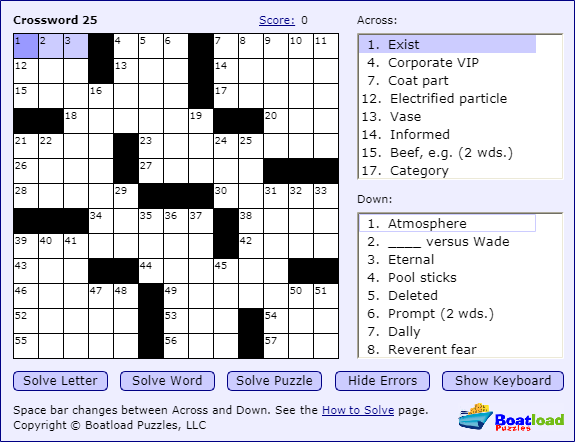 Crossword 25 Score: 0
1 2 3 4 5 6 7 8 9 10 11
12 13 14
15 16 17
18 19 20
21 22 23 24 25
26 27
28 29 30 31 32 33
34 35 36 37 38
39 40 41 42
43 44 45
46 47 48 49 50 51
52 53 54
55 56 57
Across:
1. Exist
4. Corporate VIP
7. Coat part
12. Electrified particle
13. Vase
14. Informed
15. Beef, e.g. (2 wds.)
17. Category
Down:
1. Atmosphere
2. ____ versus Wade
3. Eternal
4. Pool sticks
5. Deleted
6. Prompt (2 wds.)
7. Dally
8. Reverent fear
Solve Letter Solve Word Solve Puzzle Hide Errors Show Keyboard
Space bar changes between Across and Down. See the How to Solve page.
Copyright © Boatload Puzzles, LLC
Boatload
Puzzles